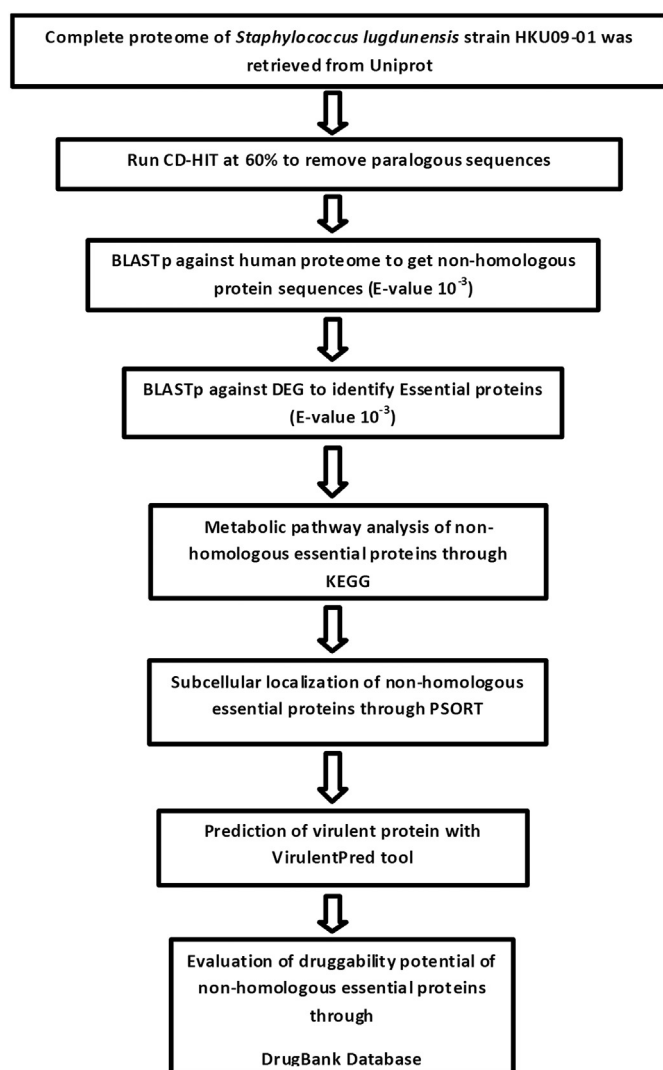 Complete proteome of Staphylococcus lugdunensis strain HKU09-01 was
retrieved from Uniprot
Run CD-HIT at 60% to remove paralogous sequences
BLASTp against human proteome to get non-homologous
protein sequences (E-value 10⁻³)
BLASTp against DEG to identify Essential proteins
(E-value 10⁻³)
Metabolic pathway analysis of non-
homologous essential proteins through
KEGG
Subcellular localization of non-homologous
essential proteins through PSORT
Prediction of virulent protein with
VirulentPred tool
Evaluation of druggability potential of
non-homologous essential proteins
through
DrugBank Database